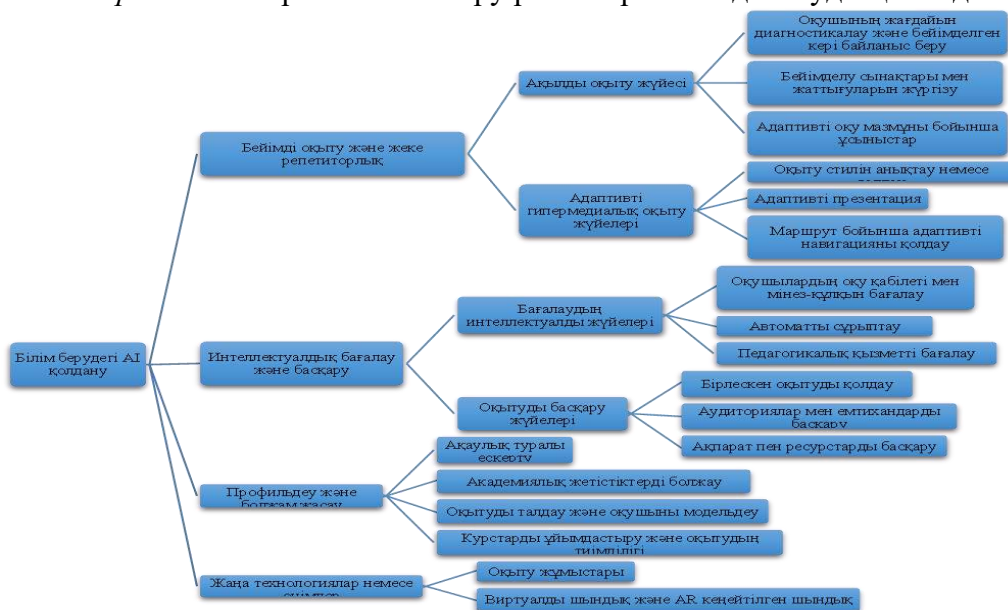 Оқушының жағдайын
диагностикалау және бейімделген
кері байланыс беру
Ақылды оқыту жүйесі
Бейімделу сынақтары мен
жаттығуларын жүргізу
Адаптивті оқу мазмұны бойынша
ұсыныстар
Бейімді оқыту және жеке
репетиторлық
Оқыту стилін анықтау немесе
Адаптивті
гипермедиалық оқыту
жүйелері
Адаптивті презентация
Маршрут бойынша адаптивті
навигацияны қолдау
Оқушылардың оқу қабілеті мен
мінез-құлқын бағалау
Бағалаудың
интеллектуалды жүйелері
Автоматты сұрыптау
Педагогикалық қызметті бағалау
Білім берудегі AI
қолдану
Интеллектуалдық бағалау
және басқару
Бірлескен оқытуды қолдау
Оқытуды басқару
жүйелері
Аудиториялар мен емтихандарды
басқару
Ақпарат пен ресурстарды басқару
Ақаулық туралы
ескерту
Академиялық жетістіктерді болжау
Профильдеу және
болжам жасау
Оқытуды талдау және оқушыны модельдеу
Курстарды ұйымдастыру және оқытудың
тиімділігі
Оқыту жұмыстары
Жаңа технологиялар немесе
Виртуалды шындық және AR кеңейтілген шындық